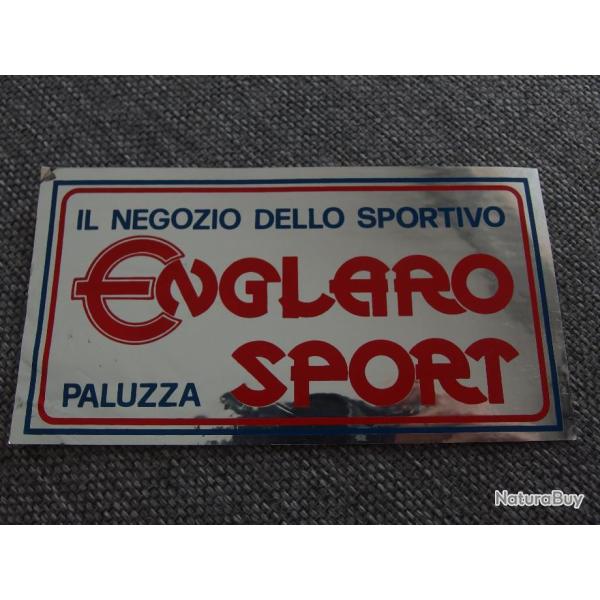 IL NEGOZIO DELLO SPORTIVO
ENGLARO
SPORT
PALUZZA
NaturaBuy